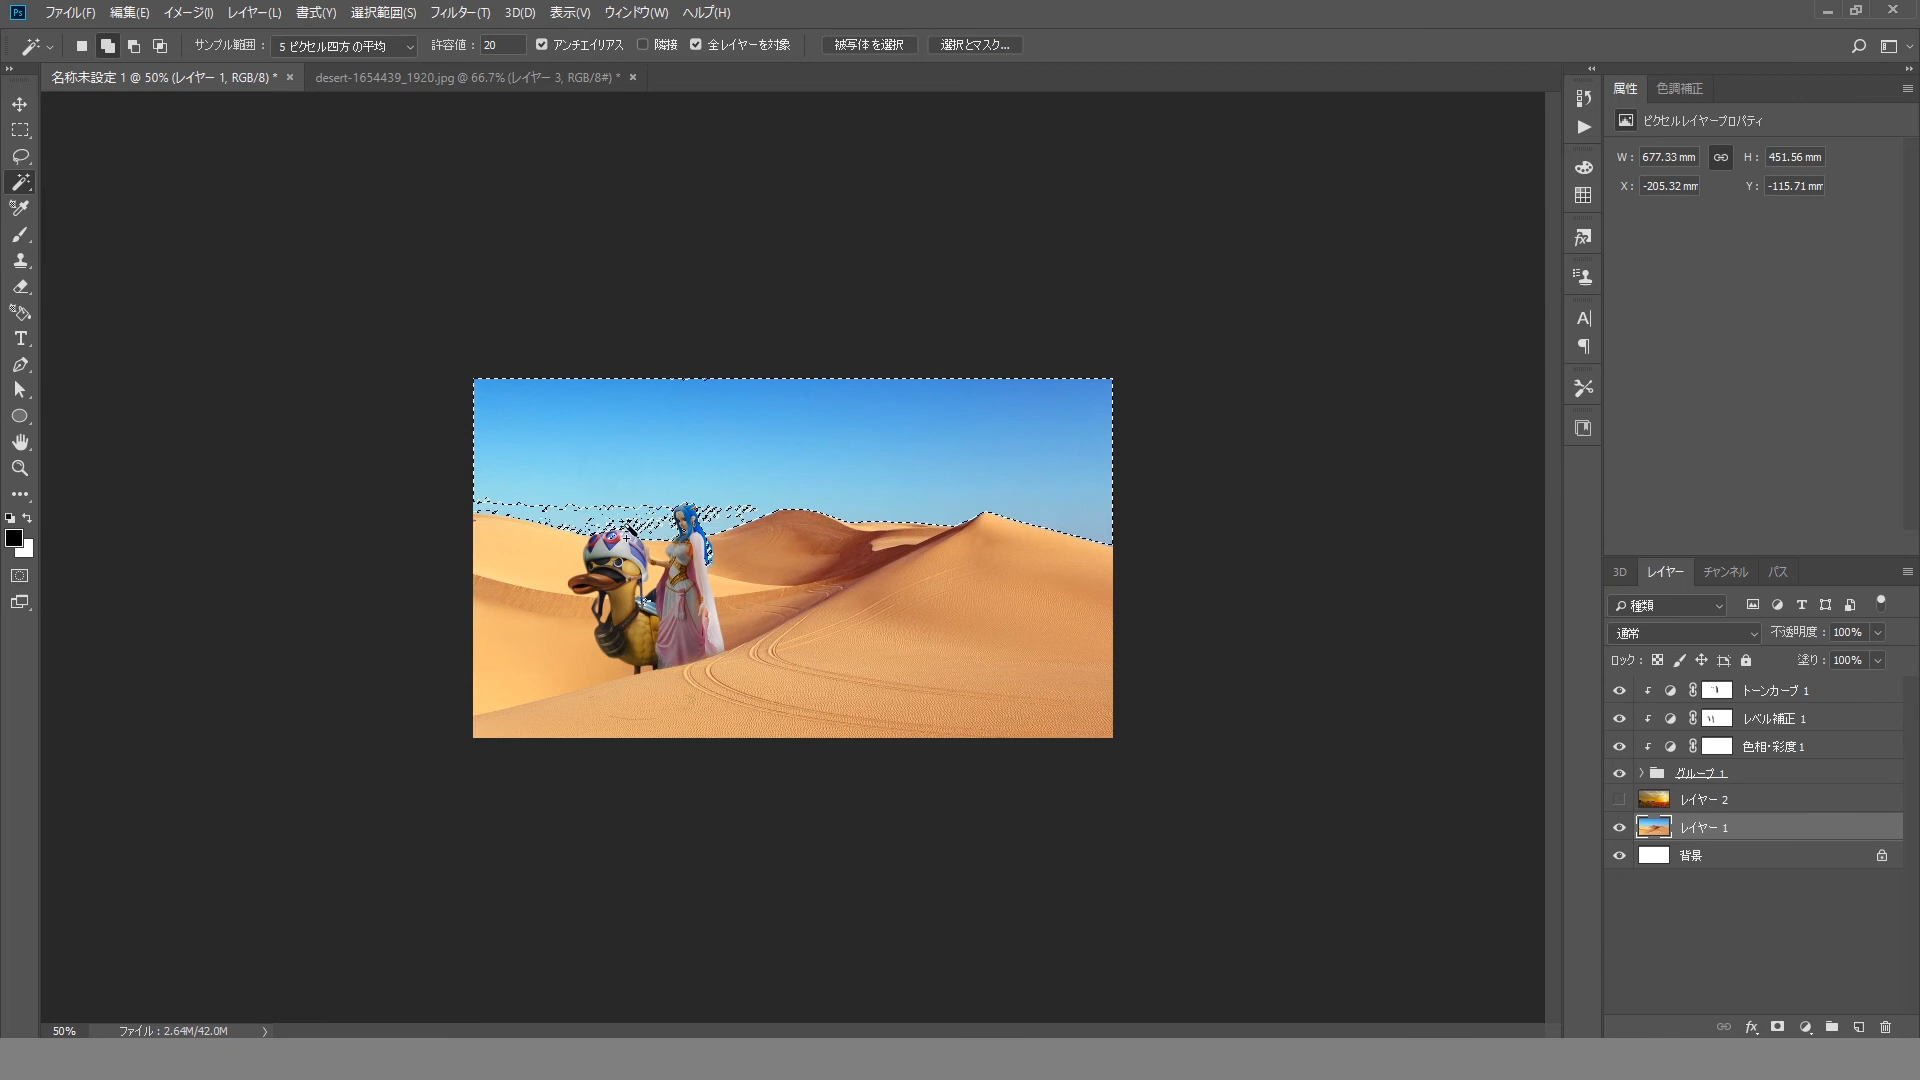 Ps ファイル(F) 編集(E) イメージ(I) レイヤー(L) 書式(Y) 選択範囲(S) フィルター(T) 3D(D) 表示(V) ウィンドウ(W) ヘルプ(H)
サンプル範囲 : 5 ピクセル四方の平均 許容値 : 20 アンチエイリアス 隣接 全レイヤーを対象 被写体を選択 選択とマスク...
名称未設定 1 @ 50% (レイヤー 1, RGB/8) * × desert-1654439_1920.jpg @ 66.7% (レイヤー 3, RGB/8#) * ×
属性 色調補正
ピクセルレイヤープロパティ
W : 677.33 mm H : 451.56 mm
X : -205.32 mm Y : -115.71 mm
3D レイヤー チャンネル パス
種類
通常 不透明度 : 100%
ロック : 塗り : 100%
トーンカーブ 1
レベル補正 1
色相・彩度 1
グループ 1
レイヤー 2
レイヤー 1
背景
50% ファイル : 2.64M/42.0M